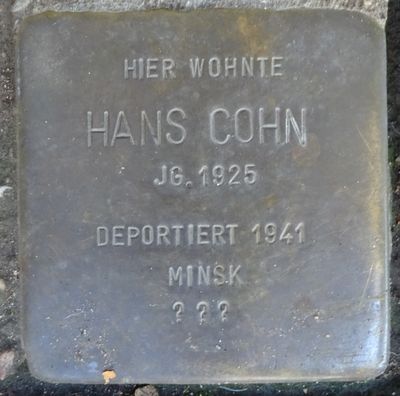 HIER WOHNTE
HANS COHN
JG. 1925
DEPORTIERT 1941
MINSK
? ? ?